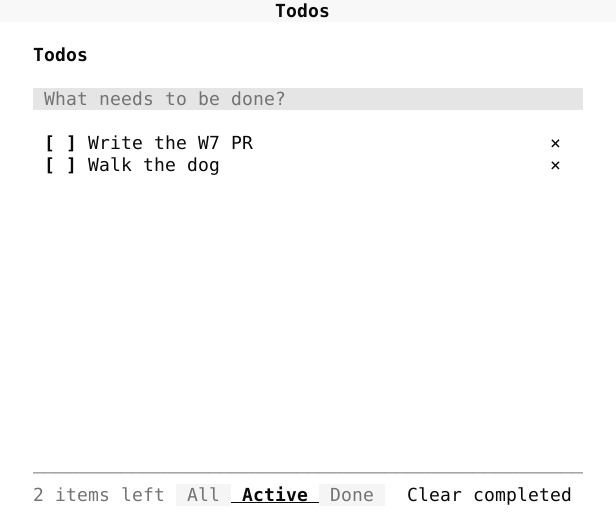 Todos
Todos
What needs to be done?
[ ] Write the W7 PR ×
[ ] Walk the dog ×
2 items left All Active Done Clear completed